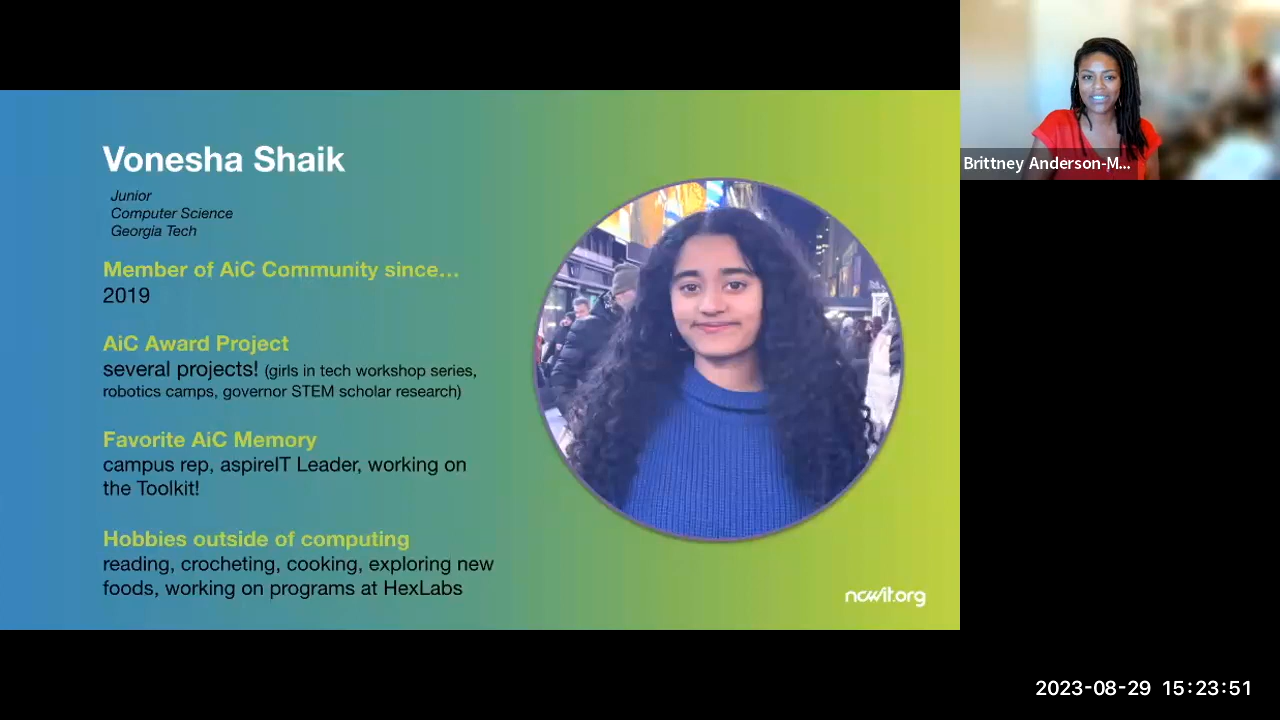 Vonesha Shaik
Junior
Computer Science
Georgia Tech
Member of AiC Community since...
2019
AiC Award Project
several projects! (girls in tech workshop series,
robotics camps, governor STEM scholar research)
Favorite AiC Memory
campus rep, aspireIT Leader, working on
the Toolkit!
Hobbies outside of computing
reading, crocheting, cooking, exploring new
foods, working on programs at HexLabs
ncwit.org
Brittney Anderson-M...
2023-08-29 15:23:51